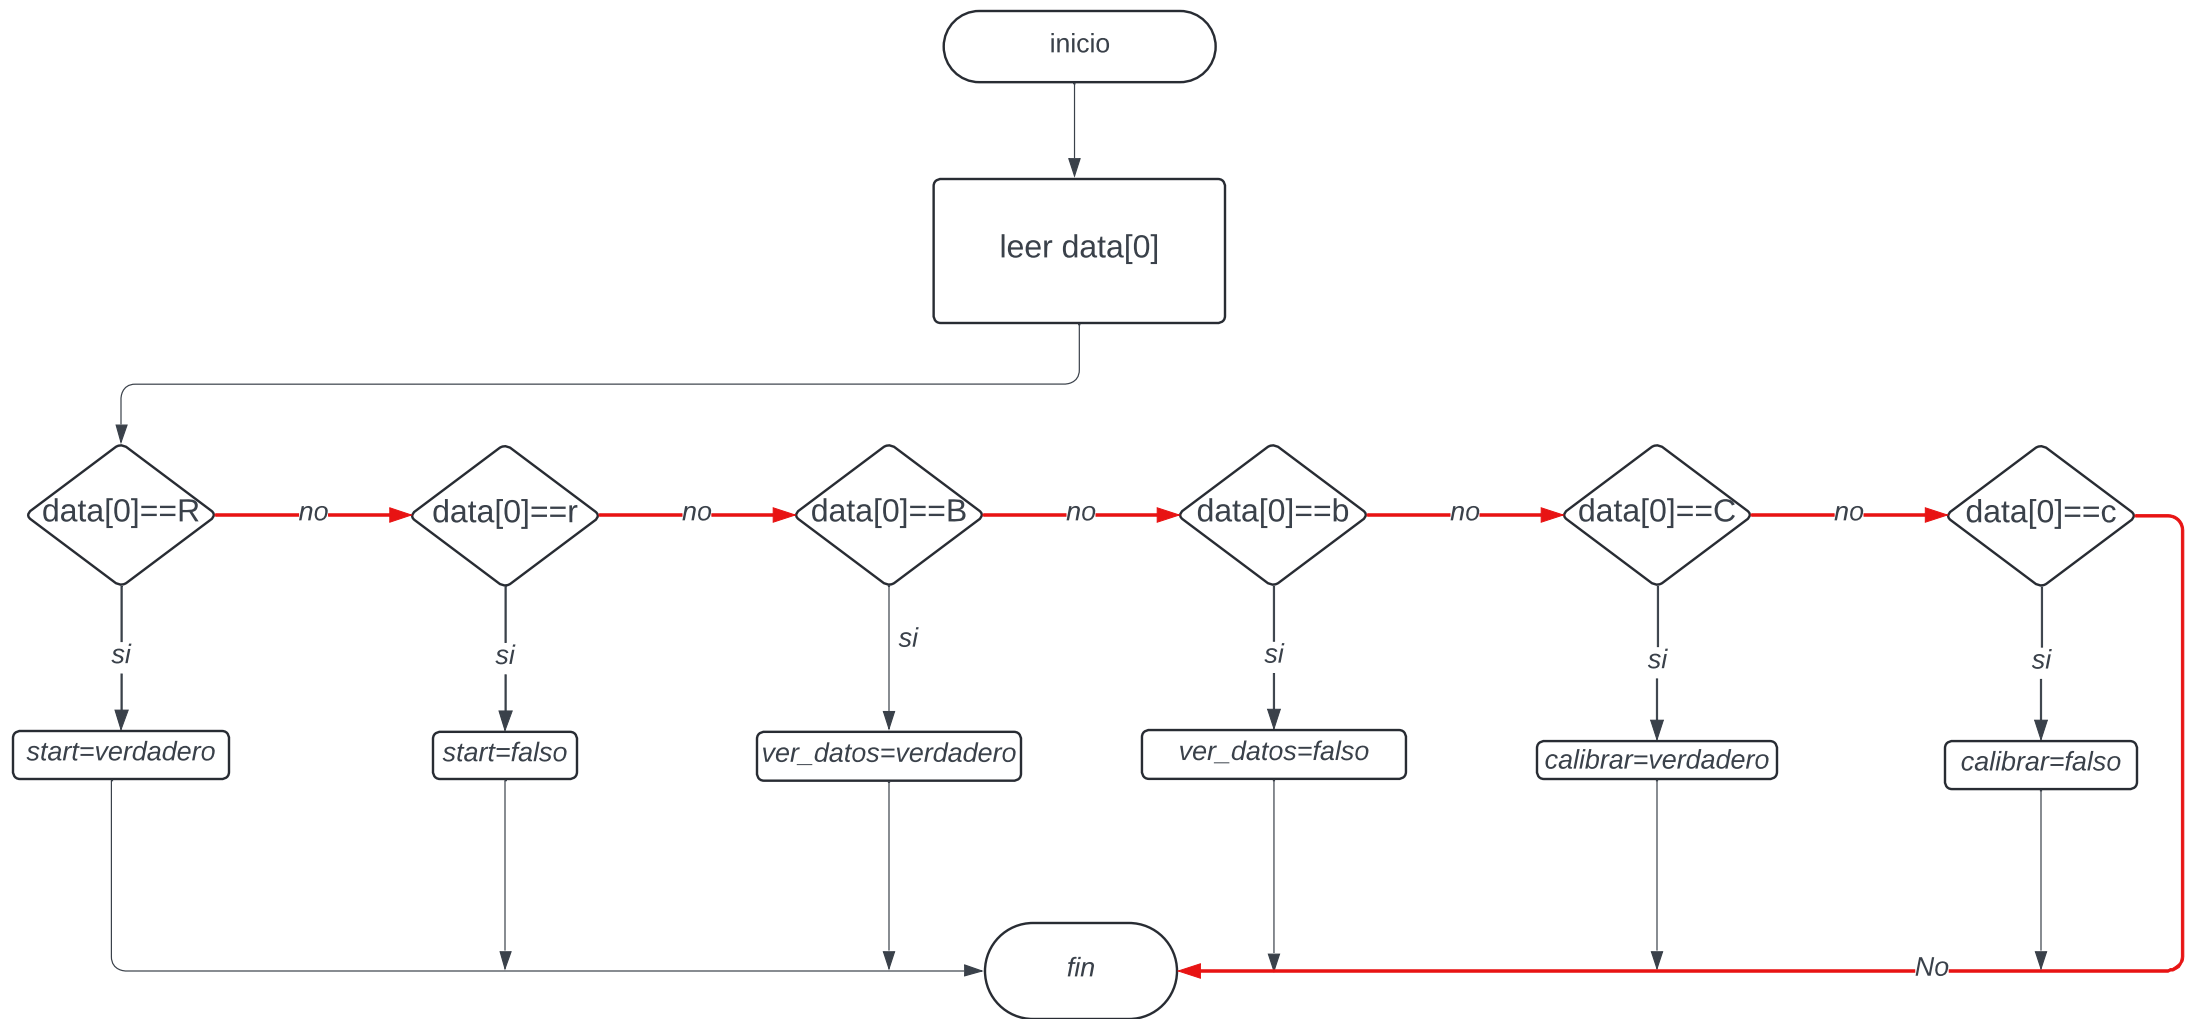 inicio
leer data[0]
data[0]==R
no
data[0]==r
no
data[0]==B
no
data[0]==b
no
data[0]==C
no
data[0]==c
si
si
si
si
si
si
start=verdadero
start=falso
ver_datos=verdadero
ver_datos=falso
calibrar=verdadero
calibrar=falso
fin
No